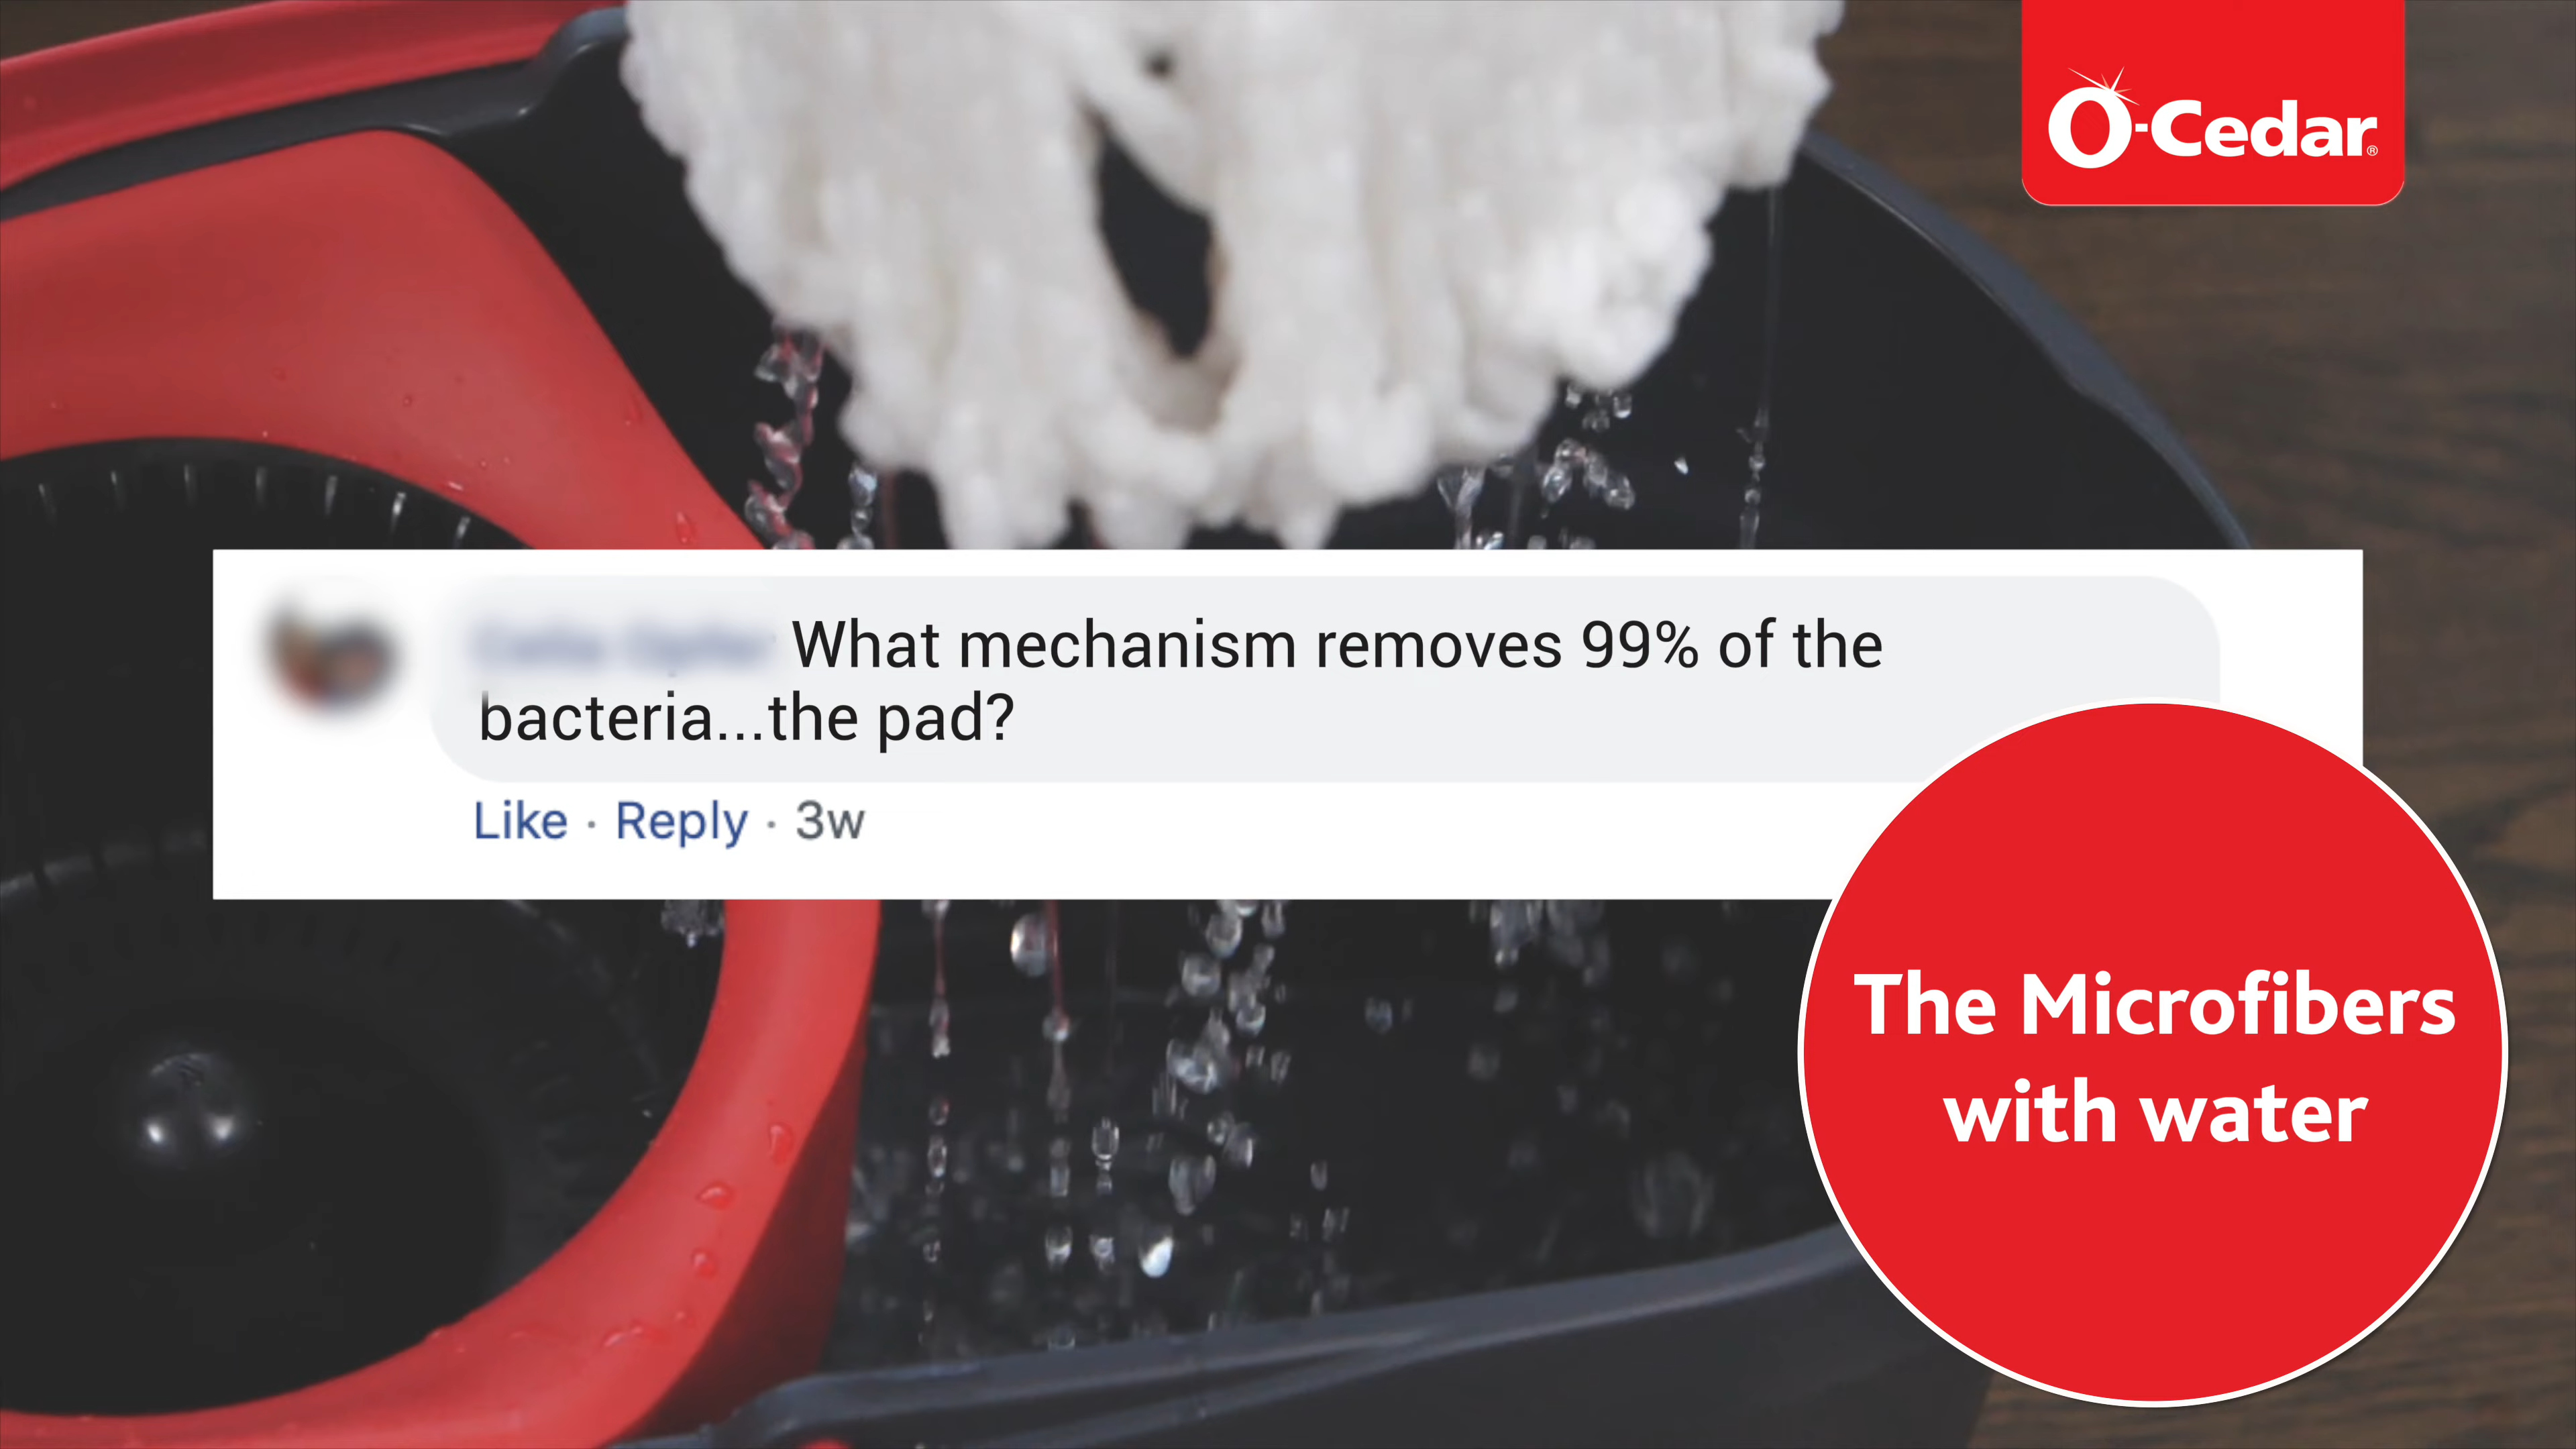 O-Cedar®
What mechanism removes 99% of the
bacteria...the pad?
Like · Reply · 3w
The Microfibers
with water